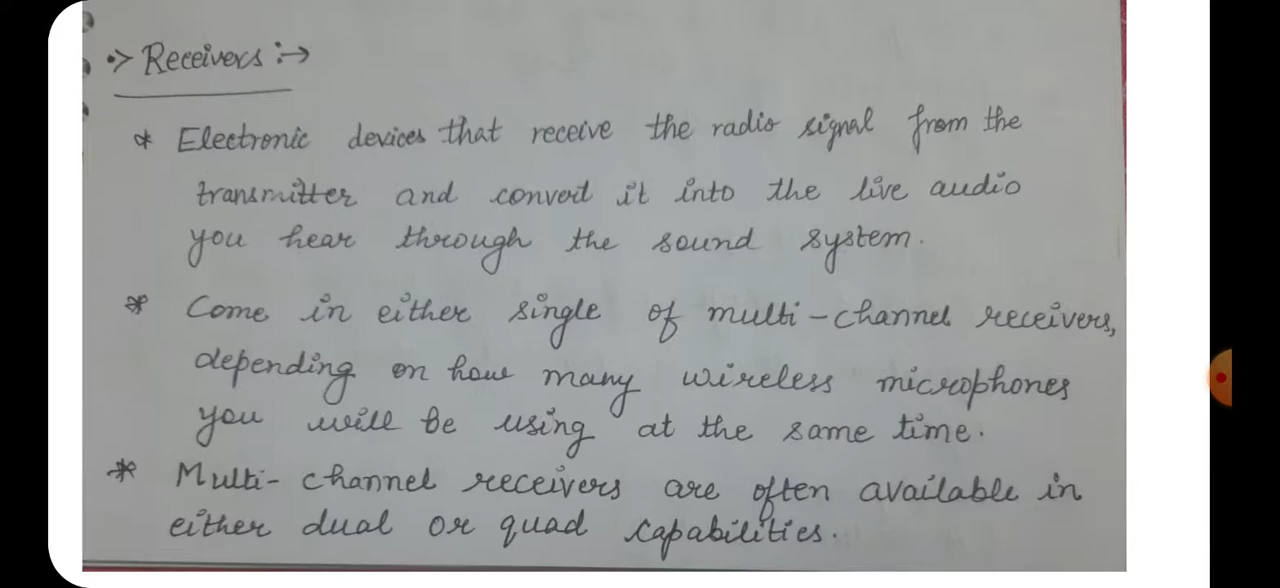 •> Receivers :→
* Electronic devices that receive the radio signal from the
transmitter and convert it into the live audio
you hear through the sound system.
* Come in either single of multi-channel receivers,
depending on how many wireless microphones
you will be using at the same time.
* Multi-channel receivers are often available in
either dual or quad capabilities.